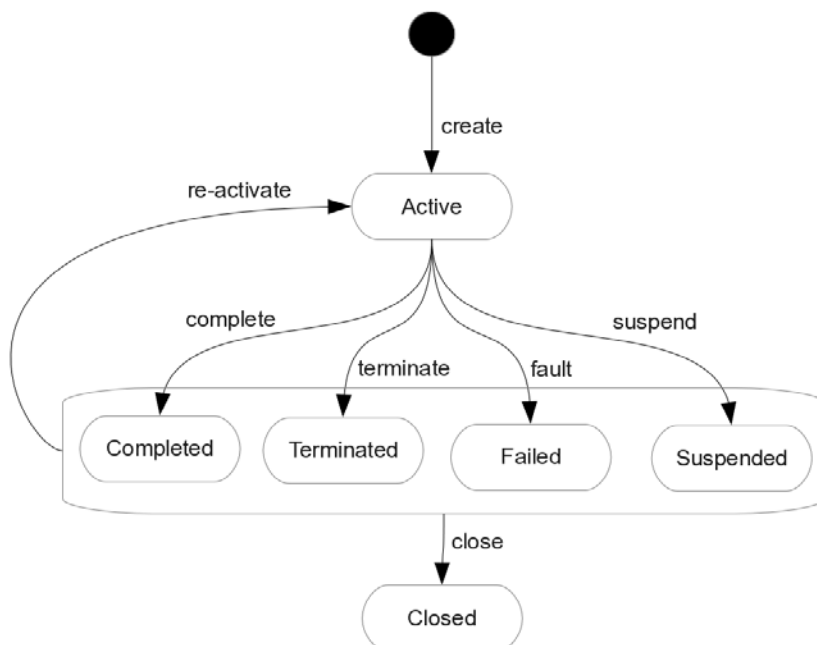 create
re-activate
Active
complete
suspend
terminate
fault
Completed
Terminated
Failed
Suspended
close
Closed